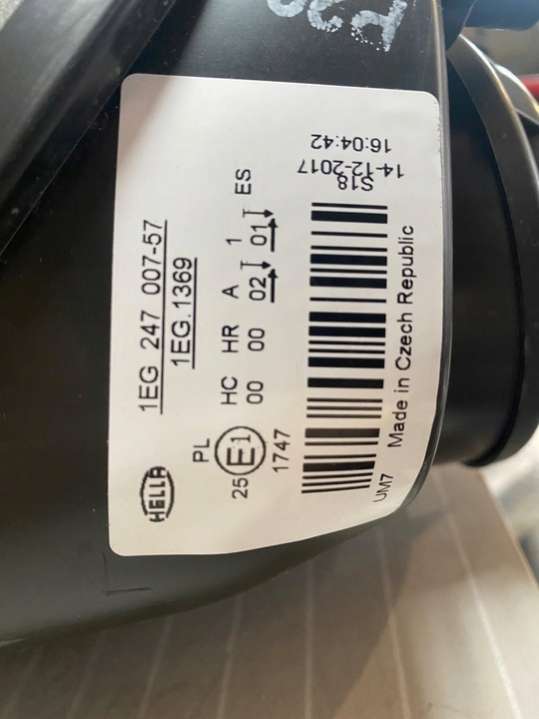 HELLA
1EG 247 007-57
1EG.1369
PL HC HR A 1 ES
25 E1 00 00 02 01
1747
UM7 Made in Czech Republic
S18
14-12-2017
16:04:42